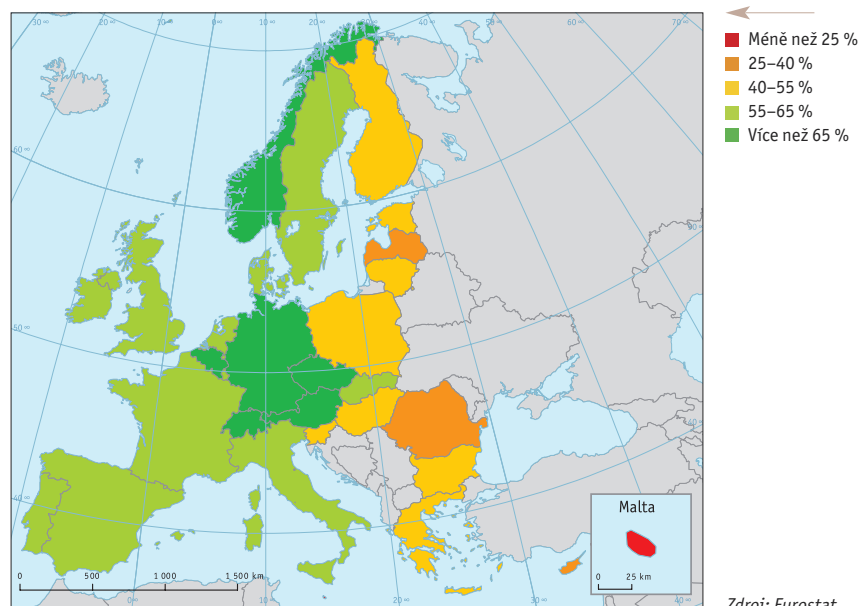 Méně než 25 %
25–40 %
40–55 %
55–65 %
Více než 65 %
Malta
0 25 km
0 500 1 000 1 500 km
Zdroj: Eurostat